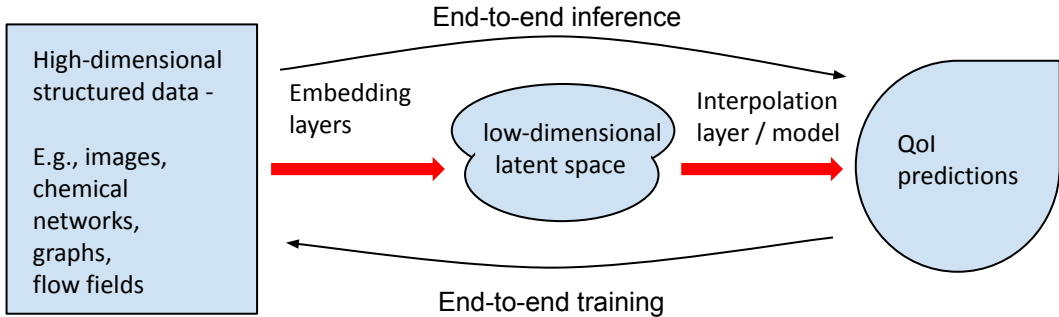 End-to-end inference
High-dimensional
structured data -
E.g., images,
chemical
networks,
graphs,
flow fields
Embedding
layers
low-dimensional
latent space
Interpolation
layer / model
QoI
predictions
End-to-end training